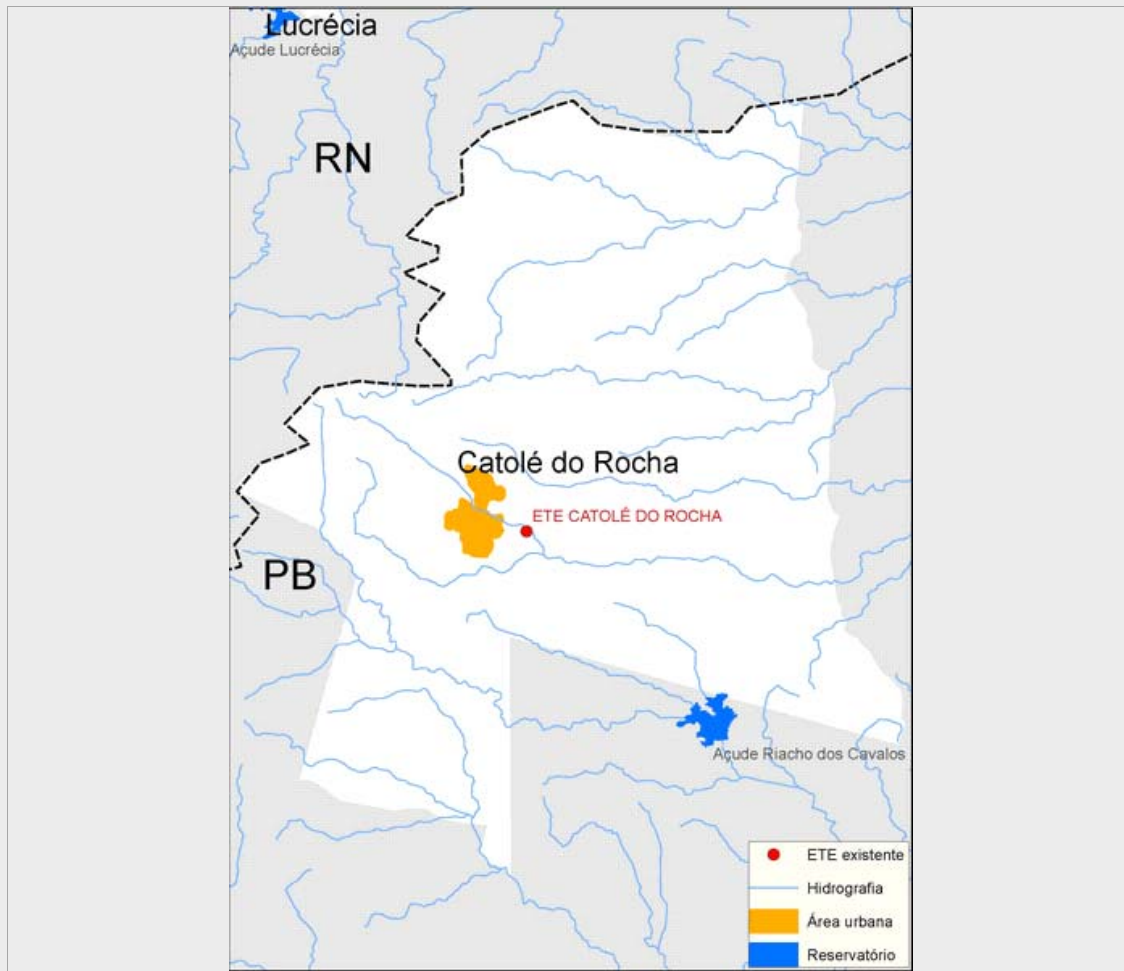 Lucrécia
Açude Lucrécia
RN
Catolé do Rocha
ETE CATOLÉ DO ROCHA
PB
Açude Riacho dos Cavalos
ETE existente
Hidrografia
Área urbana
Reservatório